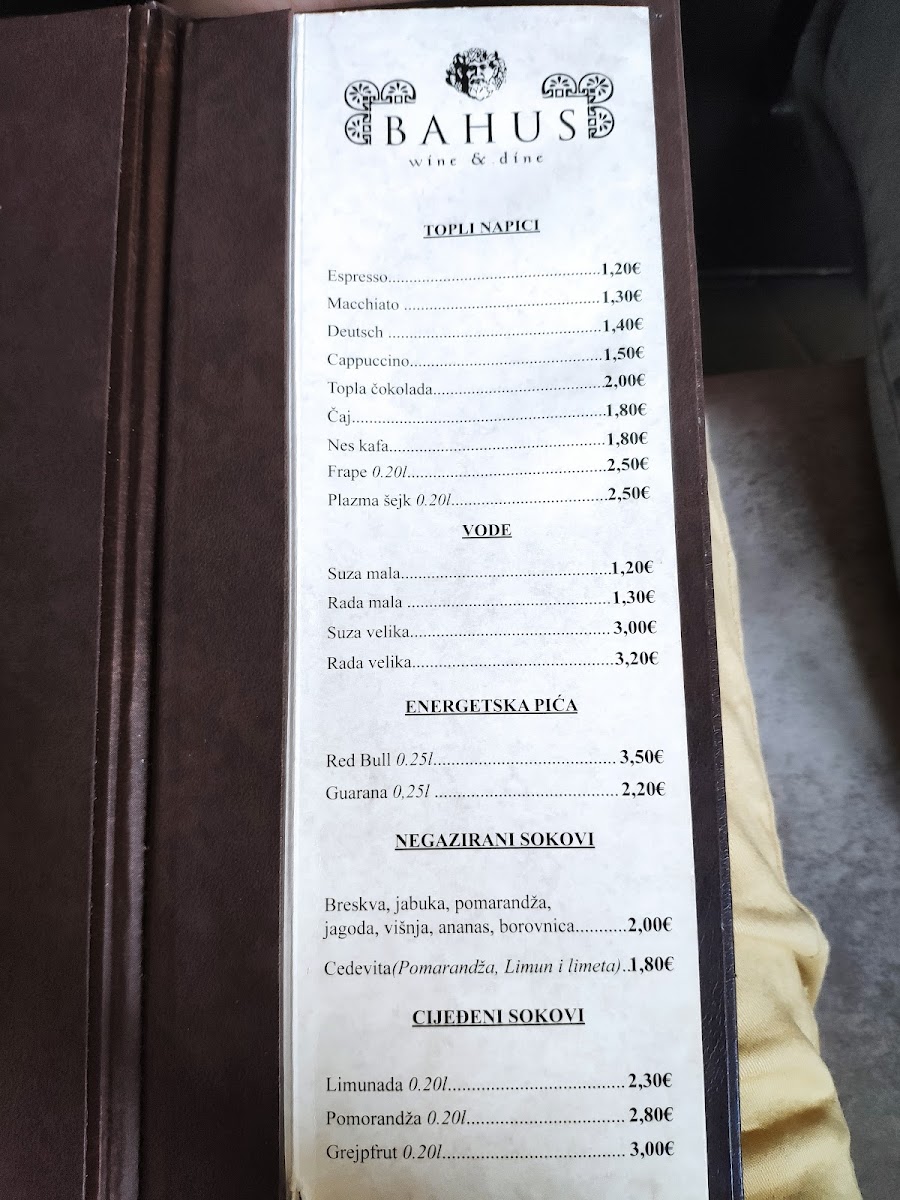 BAHUS
wine & dine
TOPLI NAPICI
Espresso..........................................1,20€
Macchiato .......................................1,30€
Deutsch ...........................................1,40€
Cappuccino......................................1,50€
Topla čokolada..................................2,00€
Čaj...................................................1,80€
Nes kafa...........................................1,80€
Frape 0.20l.......................................2,50€
Plazma šejk 0.20l...............................2,50€
VODE
Suza mala..........................................1,20€
Rada mala .........................................1,30€
Suza velika........................................ 3,00€
Rada velika........................................3,20€
ENERGETSKA PIĆA
Red Bull 0.25l.................................... 3,50€
Guarana 0,25l .................................... 2,20€
NEGAZIRANI SOKOVI
Breskva, jabuka, pomarandža,
jagoda, višnja, ananas, borovnica...........2,00€
Cedevita(Pomarandža, Limun i limeta)..1,80€
CIJEĐENI SOKOVI
Limunada 0.20l................................... 2,30€
Pomorandža 0.20l............................... 2,80€
Grejpfrut 0.20l.................................... 3,00€